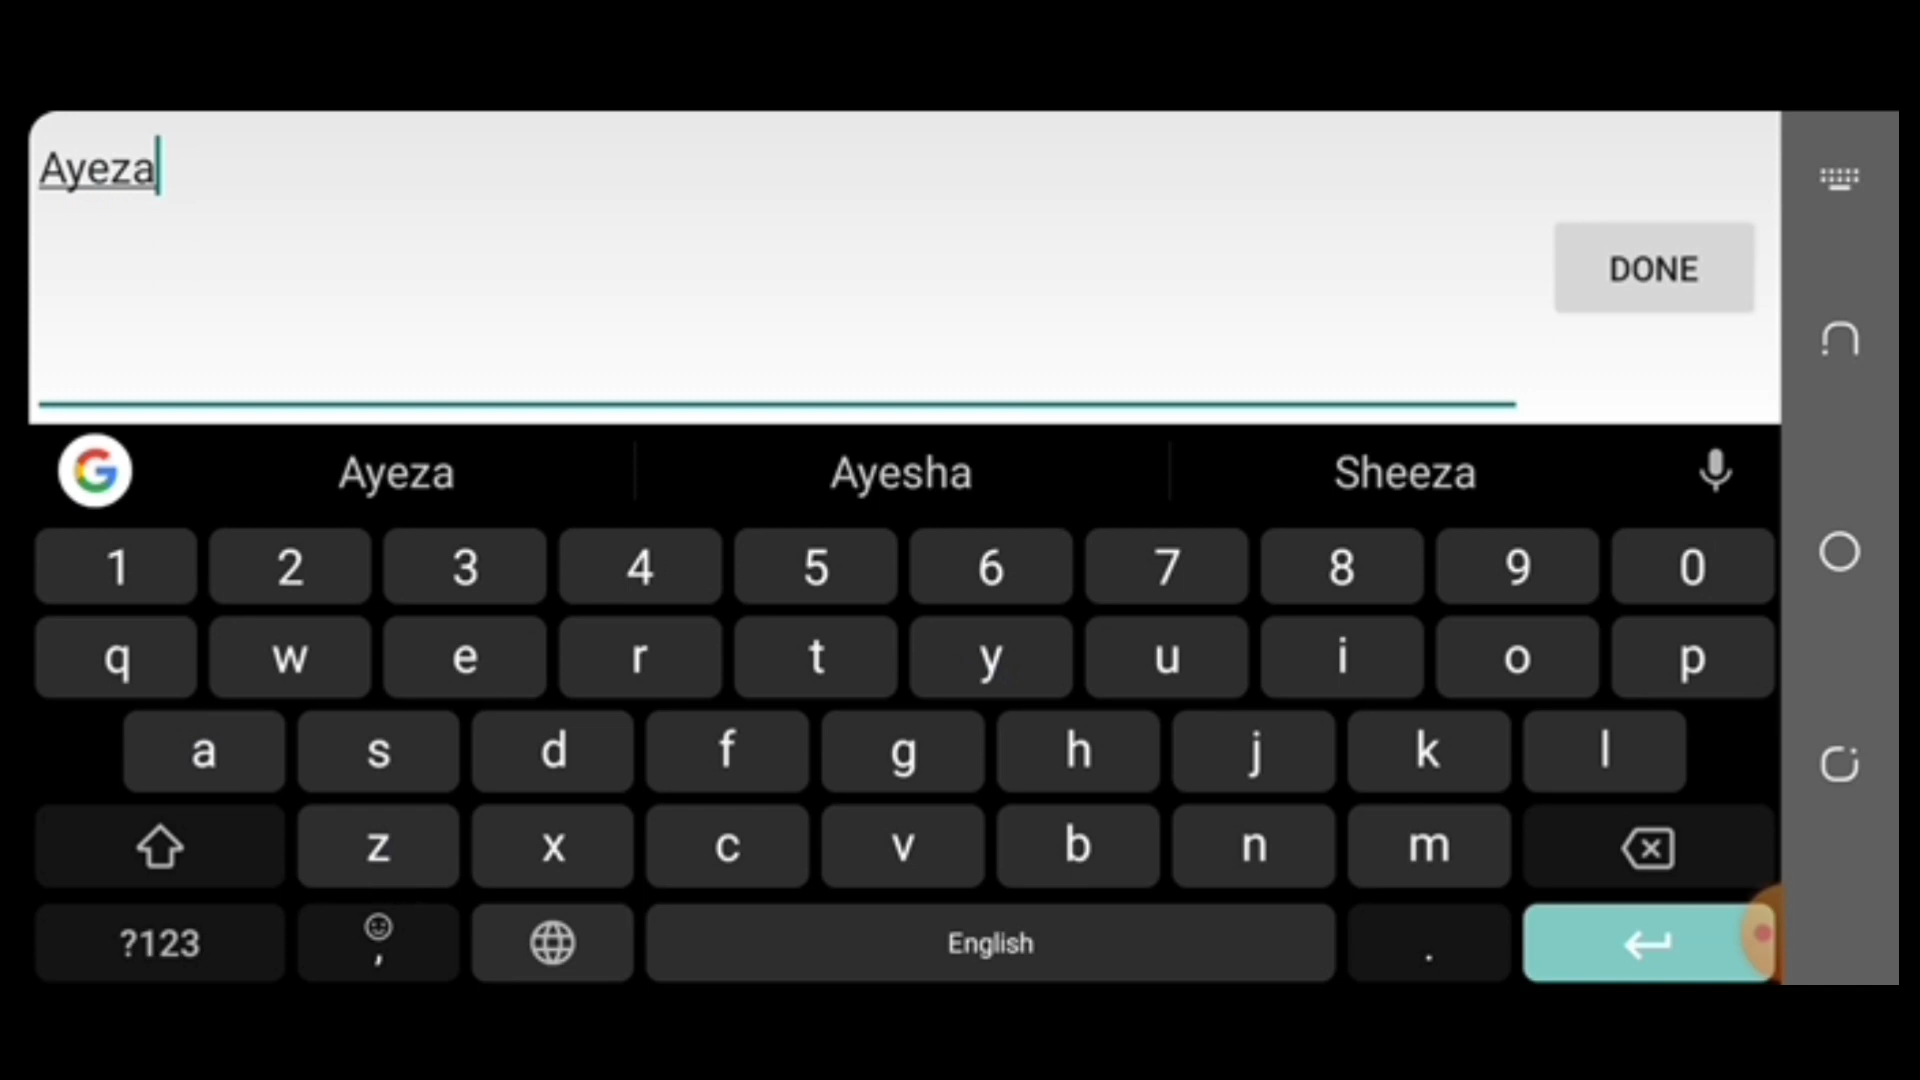 Ayeza
DONE
Ayeza Ayesha Sheeza
1 2 3 4 5 6 7 8 9 0
q w e r t y u i o p
a s d f g h j k l
z x c v b n m
?123 , English .